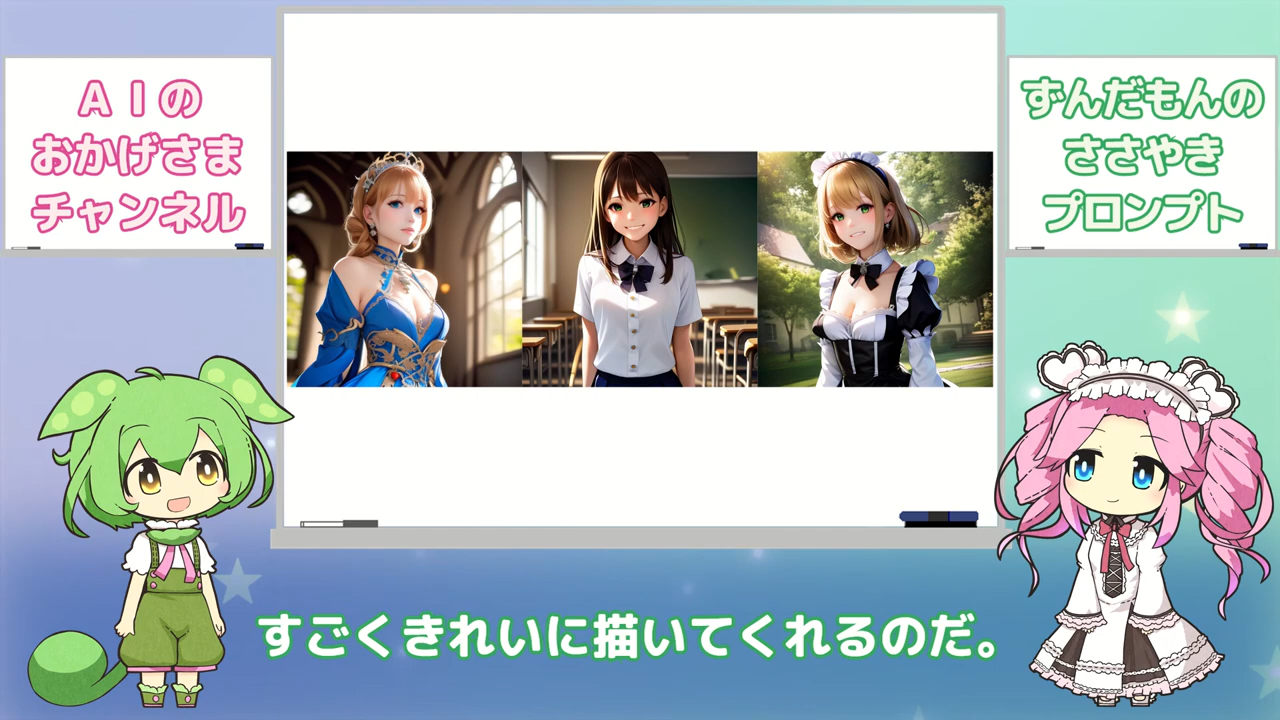 AIの
おかげさま
チャンネル
ずんだもんの
ささやき
プロンプト
すごくきれいに描いてくれるのだ。